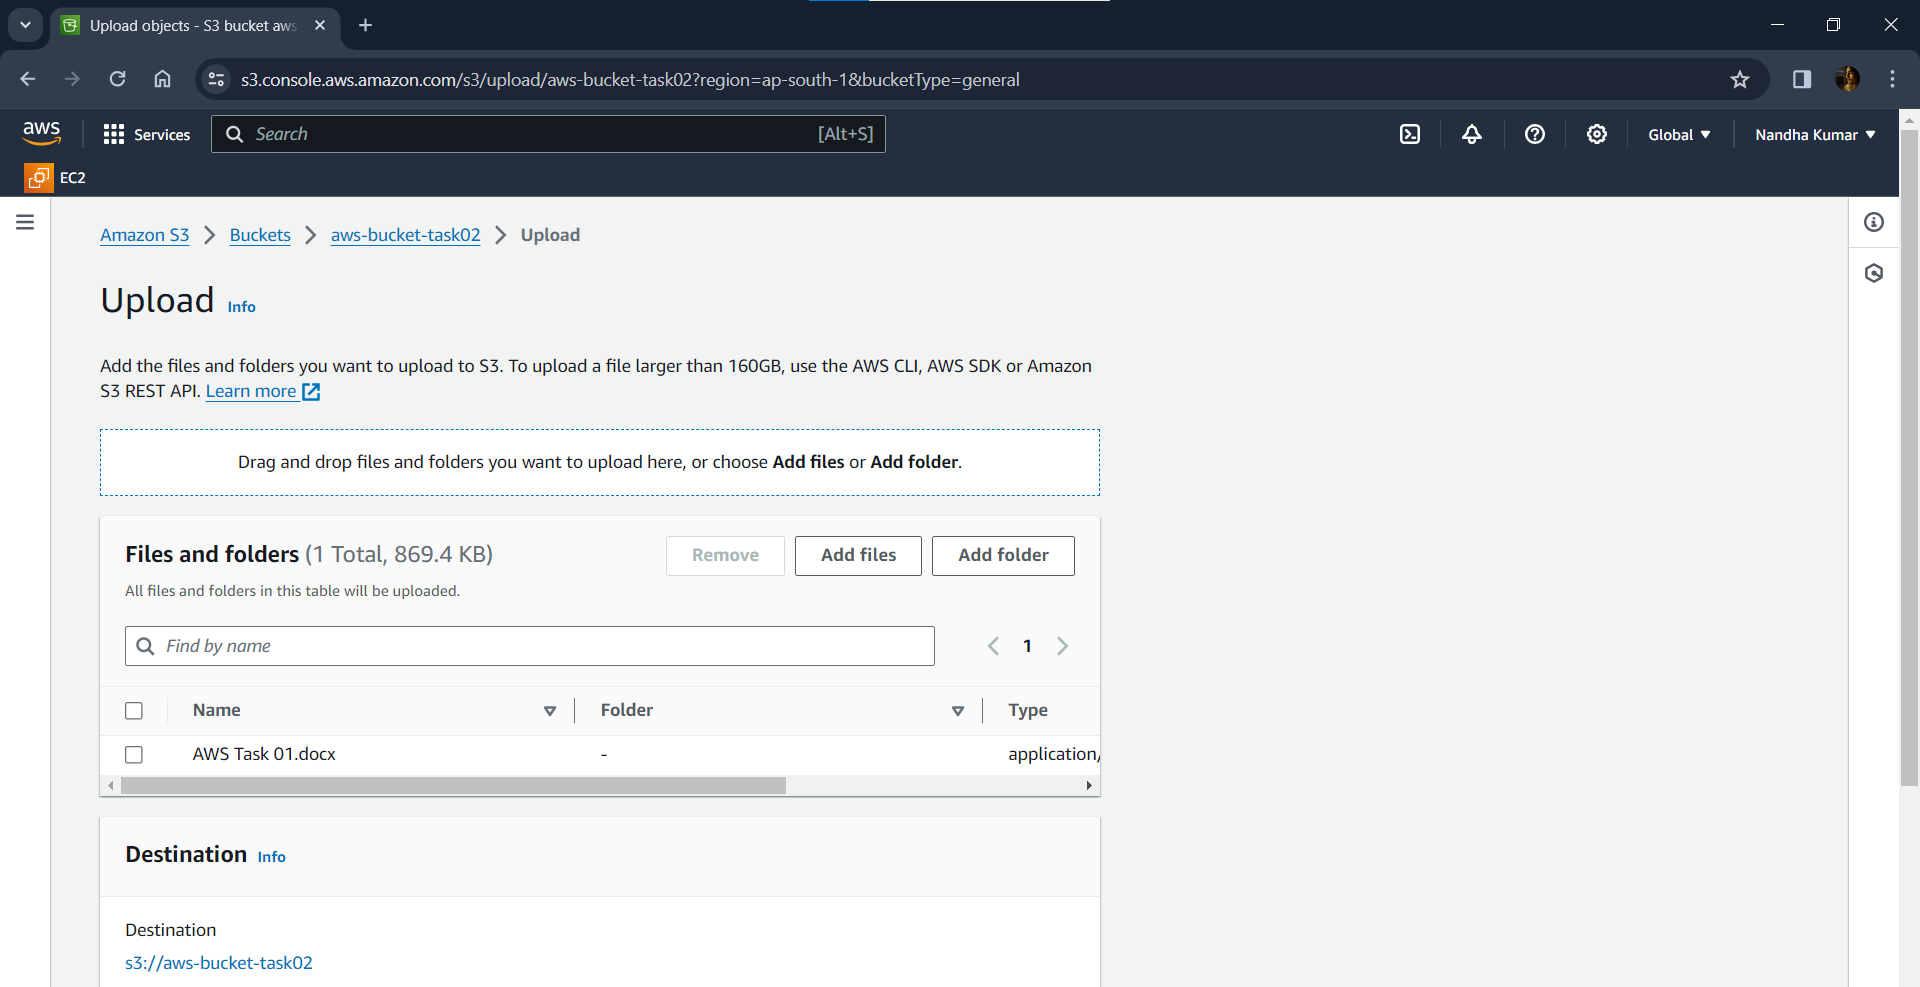 Upload objects - S3 bucket aws
s3.console.aws.amazon.com/s3/upload/aws-bucket-task02?region=ap-south-1&bucketType=general
aws
Services
Search
[Alt+S]
Global
Nandha Kumar
EC2
Amazon S3 > Buckets > aws-bucket-task02 > Upload
Upload Info
Add the files and folders you want to upload to S3. To upload a file larger than 160GB, use the AWS CLI, AWS SDK or Amazon
S3 REST API. Learn more
Drag and drop files and folders you want to upload here, or choose Add files or Add folder.
Files and folders (1 Total, 869.4 KB)
Remove
Add files
Add folder
All files and folders in this table will be uploaded.
Find by name
1
Name
Folder
Type
AWS Task 01.docx
-
application/
Destination Info
Destination
s3://aws-bucket-task02